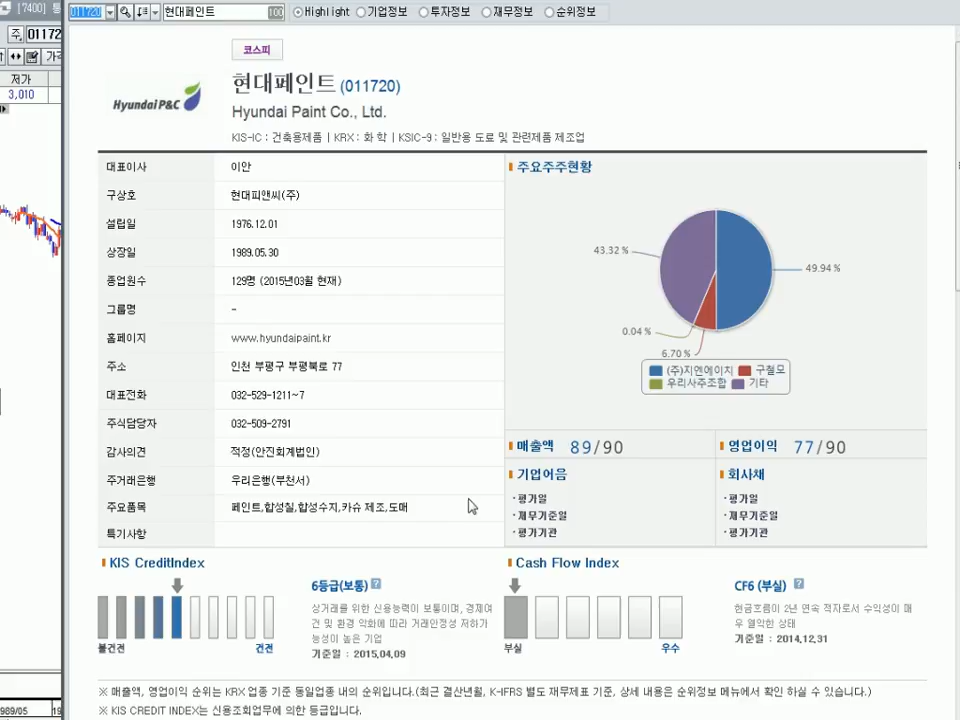 [7400] 통
011720 현대페인트 100 Highlight 기업정보 투자정보 재무정보 순위정보
주 01172
가
저가
3,010
코스피
현대페인트 (011720)
Hyundai P&C
Hyundai Paint Co., Ltd.
KIS-IC : 건축용제품 | KRX : 화 학 | KSIC-9 : 일반용 도료 및 관련제품 제조업
대표이사 이안
구상호 현대피앤씨(주)
설립일 1976.12.01
상장일 1989.05.30
종업원수 129명 (2015년03월 현재)
그룹명 -
홈페이지 www.hyundaipaint.kr
주소 인천 부평구 부평북로 77
대표전화 032-529-1211~7
주식담당자 032-509-2791
감사의견 적정(안진회계법인)
주거래은행 우리은행(부천서)
주요품목 페인트,합성칠,합성수지,카슈 제조,도매
특기사항
주요주주현황
43.32 %
49.94 %
0.04 %
6.70 %
(주)지엔에이치 구철모
우리사주조합 기타
매출액 89/90 영업이익 77/90
기업어음 회사채
·평가일 ·평가일
·재무기준일 ·재무기준일
·평가기관 ·평가기관
KIS CreditIndex
불건전 건전
6등급(보통) ?
상거래를 위한 신용능력이 보통이며, 경제여
건 및 환경 악화에 따라 거래안정성 저하가
능성이 높은 기업
기준일 : 2015.04.09
Cash Flow Index
부실 우수
CF6 (부실) ?
현금흐름이 2년 연속 적자로서 수익성이 매
우 열악한 상태
기준일 : 2014.12.31
※ 매출액, 영업이익 순위는 KRX 업종 기준 동일업종 내의 순위입니다.(최근 결산년월, K-IFRS 별도 재무제표 기준, 상세 내용은 순위정보 메뉴에서 확인 하실 수 있습니다.)
※ KIS CREDIT INDEX는 신용조회업무에 의한 등급입니다.
989/05 19